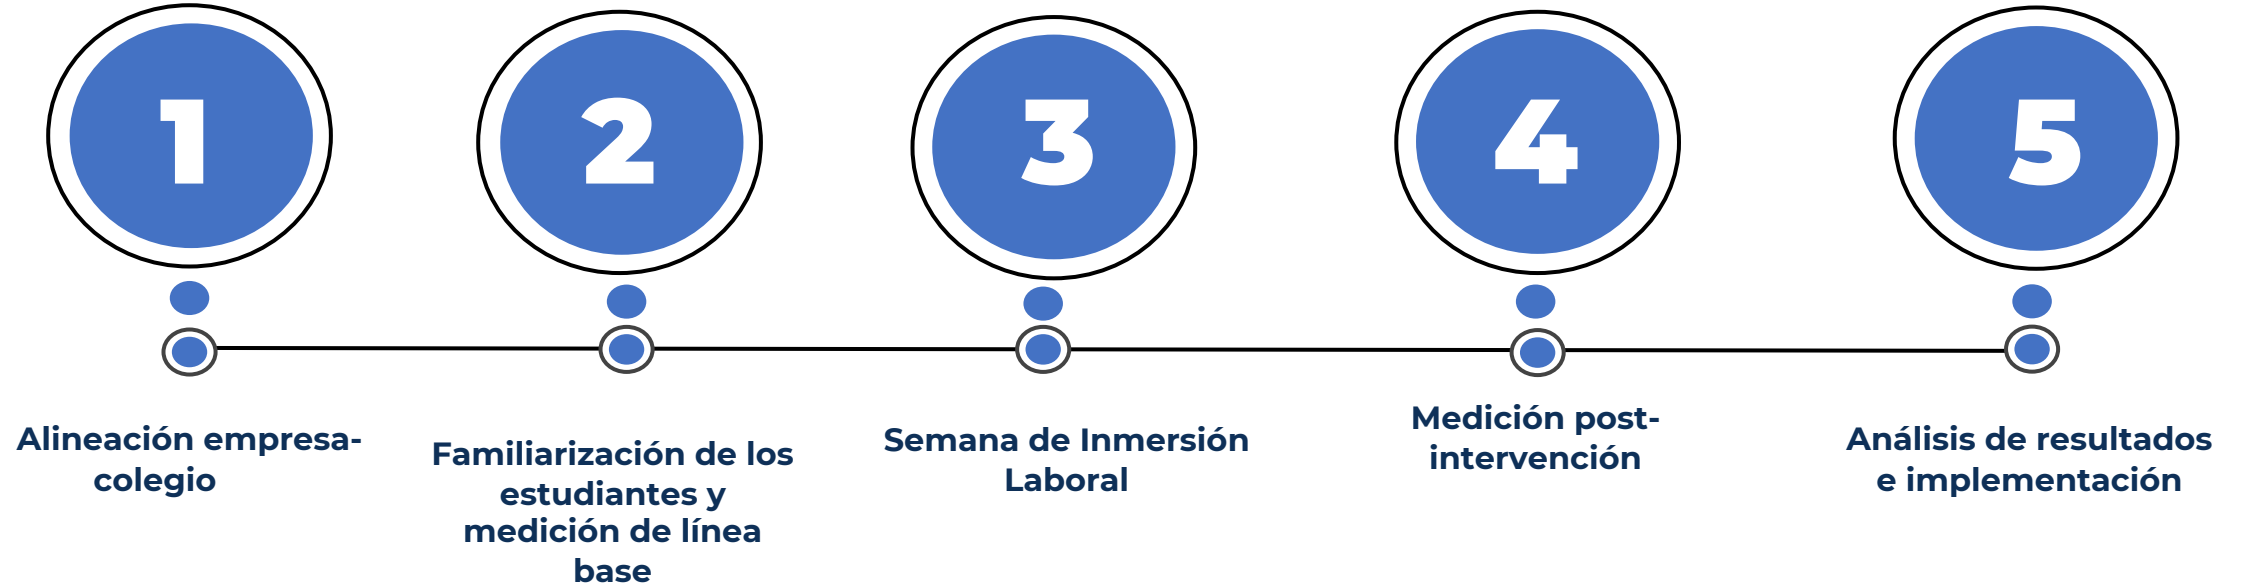 1
2
3
4
5
Alineación empresa-
colegio
Familiarización de los
estudiantes y
medición de línea
base
Semana de Inmersión
Laboral
Medición post-
intervención
Análisis de resultados
e implementación